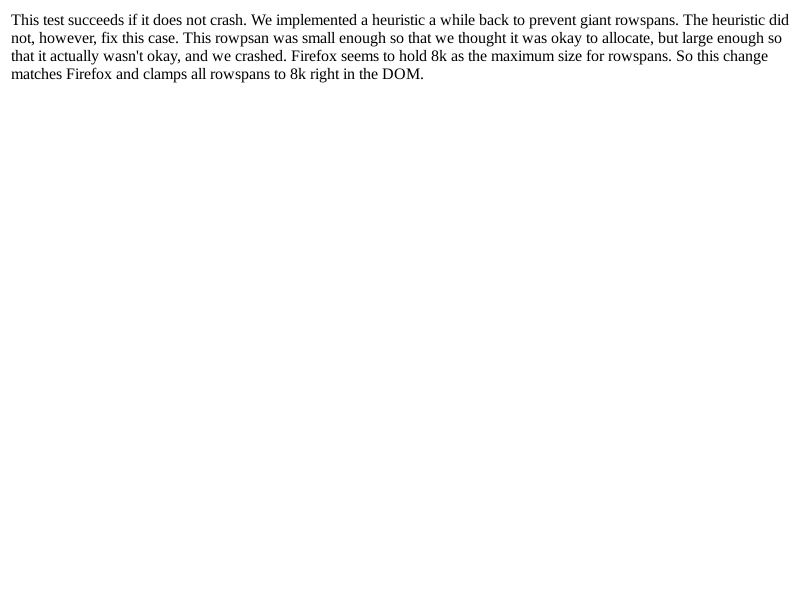 This test succeeds if it does not crash. We implemented a heuristic a while back to prevent giant rowspans. The heuristic did
not, however, fix this case. This rowpsan was small enough so that we thought it was okay to allocate, but large enough so
that it actually wasn't okay, and we crashed. Firefox seems to hold 8k as the maximum size for rowspans. So this change
matches Firefox and clamps all rowspans to 8k right in the DOM.